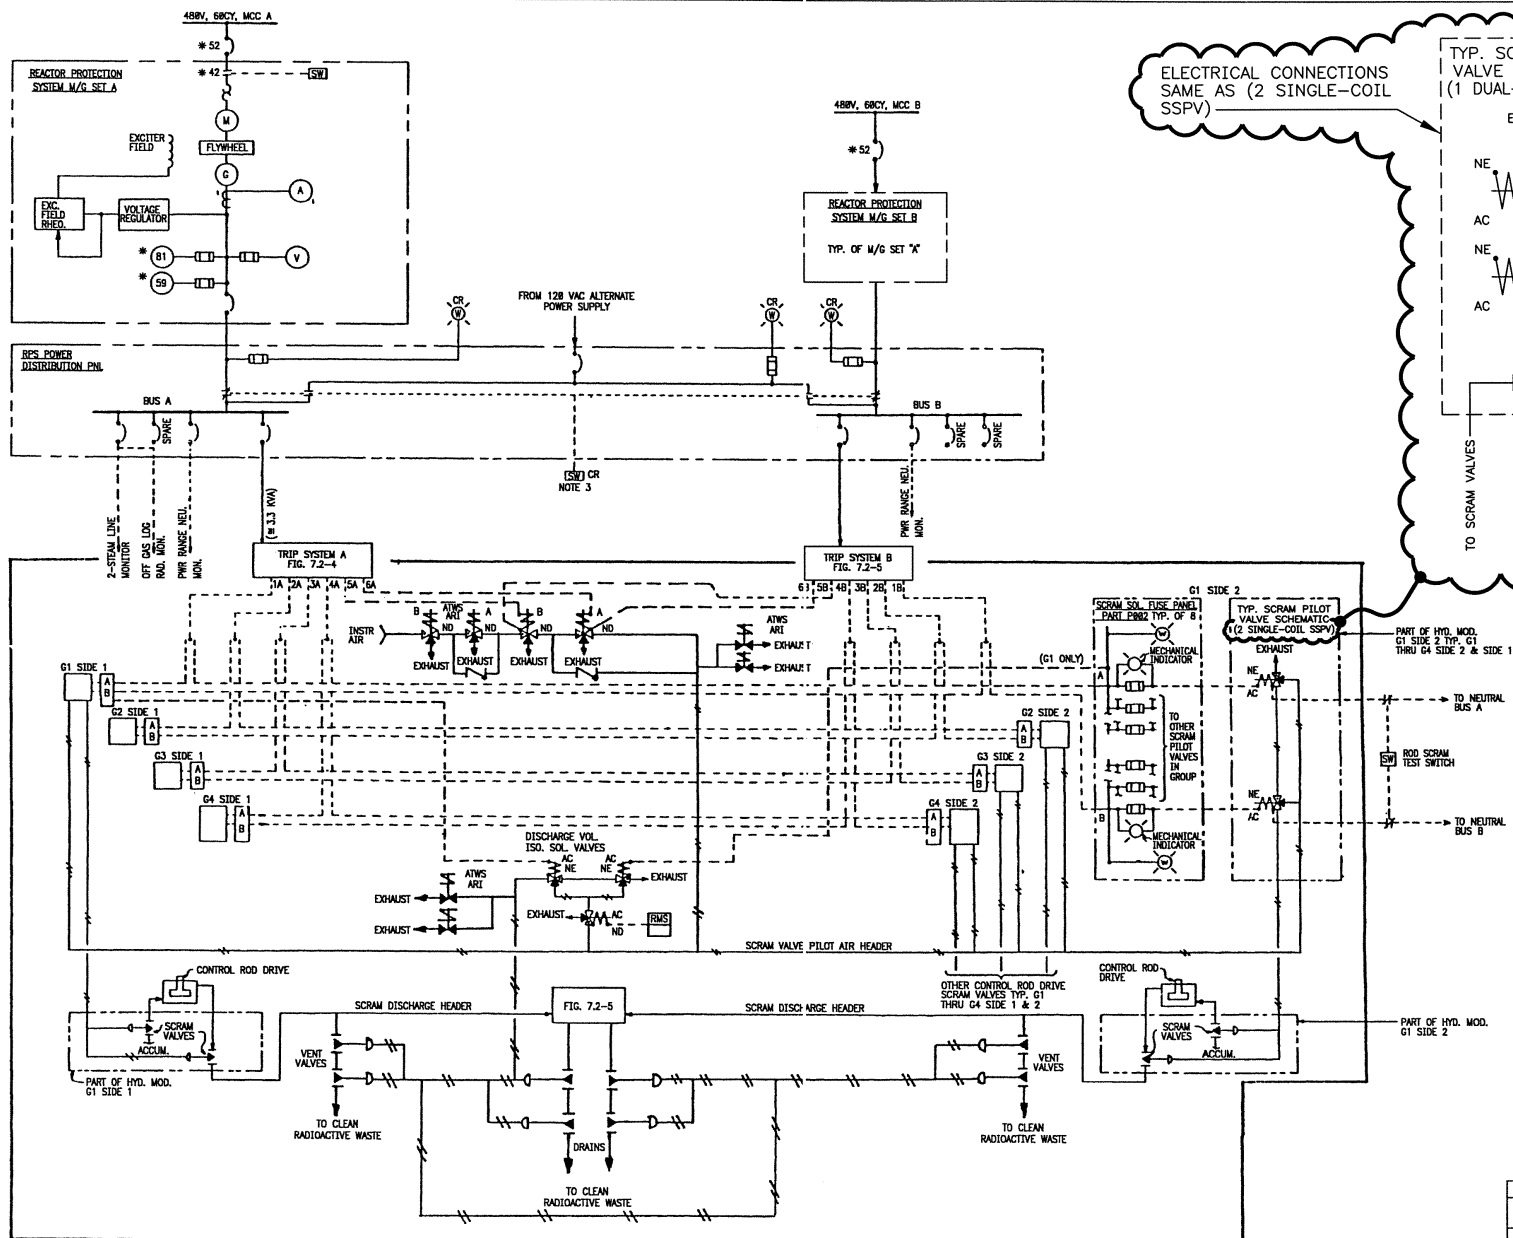 480V, 60CY, MCC A
* 52
REACTOR PROTECTION
SYSTEM M/G SET A
* 42
SW
M
EXCITER
FIELD
FLYWHEEL
G
A
EXC.
FIELD
RHEO.
VOLTAGE
REGULATOR
* 81
V
* 59
480V, 60CY, MCC B
* 52
REACTOR PROTECTION
SYSTEM M/G SET B
TYP. OF M/G SET "A"
ELECTRICAL CONNECTIONS
SAME AS (2 SINGLE-COIL
SSPV)
TYP. SC
VALVE
(1 DUAL-
E
NE
AC
NE
AC
TO SCRAM VALVES
CR
W
FROM 120 VAC ALTERNATE
POWER SUPPLY
CR
W
CR
W
RPS POWER
DISTRIBUTION PNL
BUS A
SPARE
BUS B
SPARE
SPARE
SW CR
NOTE 3
2-STEAM LINE
MONITOR
OFF GAS LOG
RAD. MON.
PWR RANGE NEU.
MON.
3.3 KVA)
PWR RANGE NEU.
MON.
TRIP SYSTEM A
FIG. 7.2-4
1A 2A 3A 4A 5A 6A
TRIP SYSTEM B
FIG. 7.2-5
5B 4B 3B 2B 1B
INSTR
AIR
B
ATWS
ARI
ND
A
ND
B
ND
A
ND
EXHAUST
EXHAUST
EXHAUST
EXHAUST
ATWS
ARI
EXHAUST
EXHAUST
G1 SIDE 2
SCRAM SOL. FUSE PANEL
PART P002 TYP. OF 8
W
MECHANICAL
INDICATOR
(G1 ONLY)
A
TO
OTHER
SCRAM
PILOT
VALVES
IN
GROUP
B
MECHANICAL
INDICATOR
W
TYP. SCRAM PILOT
VALVE SCHEMATIC
(2 SINGLE-COIL SSPV)
EXHAUST
NE
AC
NE
AC
PART OF HYD. MOD.
G1 SIDE 2 TYP. G1
THRU G4 SIDE 2 & SIDE 1
TO NEUTRAL
BUS A
SW
ROD SCRAM
TEST SWITCH
TO NEUTRAL
BUS B
G1 SIDE 1
A
B
G2 SIDE 1
A
B
G3 SIDE 1
A
B
G4 SIDE 1
A
B
G2 SIDE 2
A
B
G3 SIDE 2
A
B
G4 SIDE 2
A
B
DISCHARGE VOL.
ISO. SOL. VALVES
AC
NE
AC
NE
EXHAUST
ATWS
ARI
EXHAUST
EXHAUST
EXHAUST
AC
ND
RMS
SCRAM VALVE PILOT AIR HEADER
CONTROL ROD DRIVE
SCRAM
VALVES
ACCUM.
PART OF HYD. MOD.
G1 SIDE 1
SCRAM DISCHARGE HEADER
FIG. 7.2-5
SCRAM DISCHARGE HEADER
OTHER CONTROL ROD DRIVE
SCRAM VALVES TYP. G1
THRU G4 SIDE 1 & 2
CONTROL ROD
DRIVE
SCRAM
VALVES
ACCUM.
PART OF HYD. MOD.
G1 SIDE 2
VENT
VALVES
TO CLEAN
RADIOACTIVE WASTE
DRAINS
TO CLEAN
RADIOACTIVE WASTE
VENT
VALVES
TO CLEAN
RADIOACTIVE WASTE